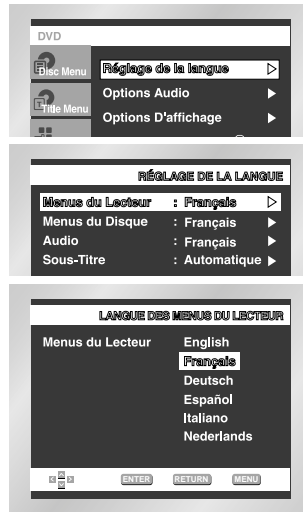 DVD
Disc Menu
Réglage de la langue
Options Audio
Title Menu
Options D'affichage
RÉGLAGE DE LA LANGUE
Menus du Lecteur : Français
Menus du Disque : Français
Audio : Français
Sous-Titre : Automatique
LANGUE DES MENUS DU LECTEUR
Menus du Lecteur English
Français
Deutsch
Español
Italiano
Nederlands
ENTER RETURN MENU